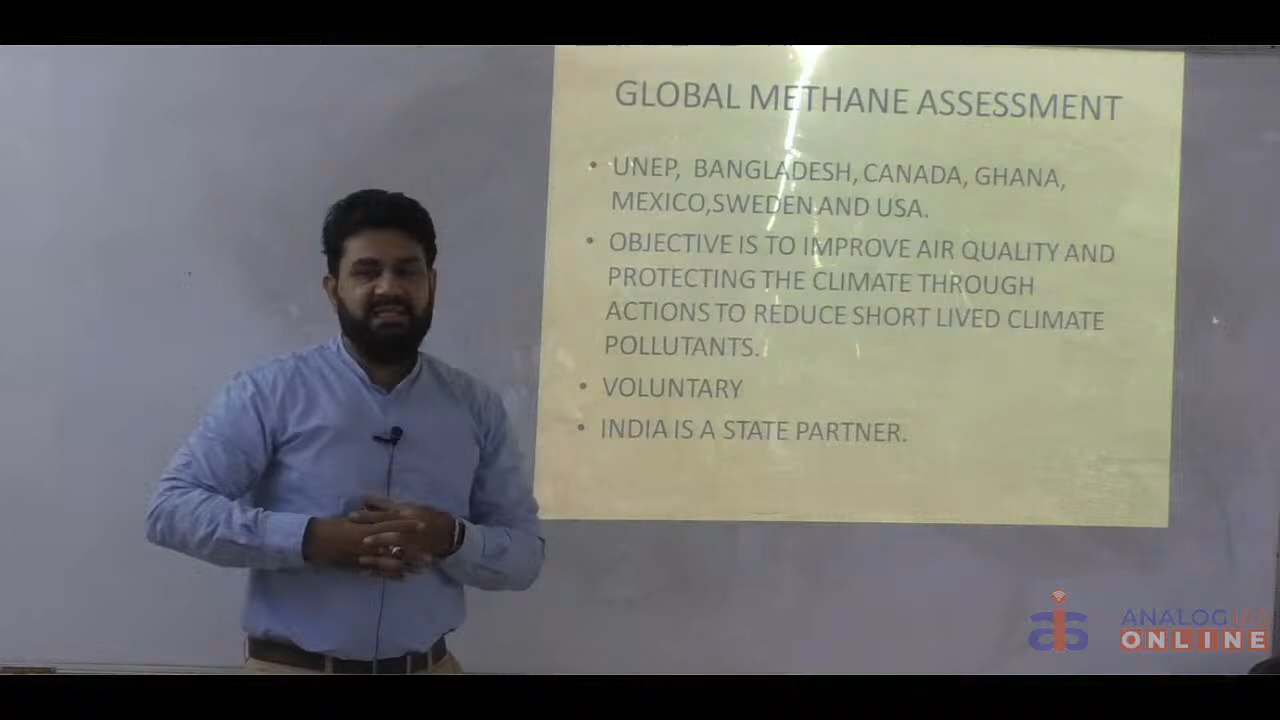 GLOBAL METHANE ASSESSMENT
• UNEP, BANGLADESH, CANADA, GHANA,
MEXICO,SWEDEN AND USA.
• OBJECTIVE IS TO IMPROVE AIR QUALITY AND
PROTECTING THE CLIMATE THROUGH
ACTIONS TO REDUCE SHORT LIVED CLIMATE
POLLUTANTS.
• VOLUNTARY
• INDIA IS A STATE PARTNER.
ANALOG IAS
ONLINE